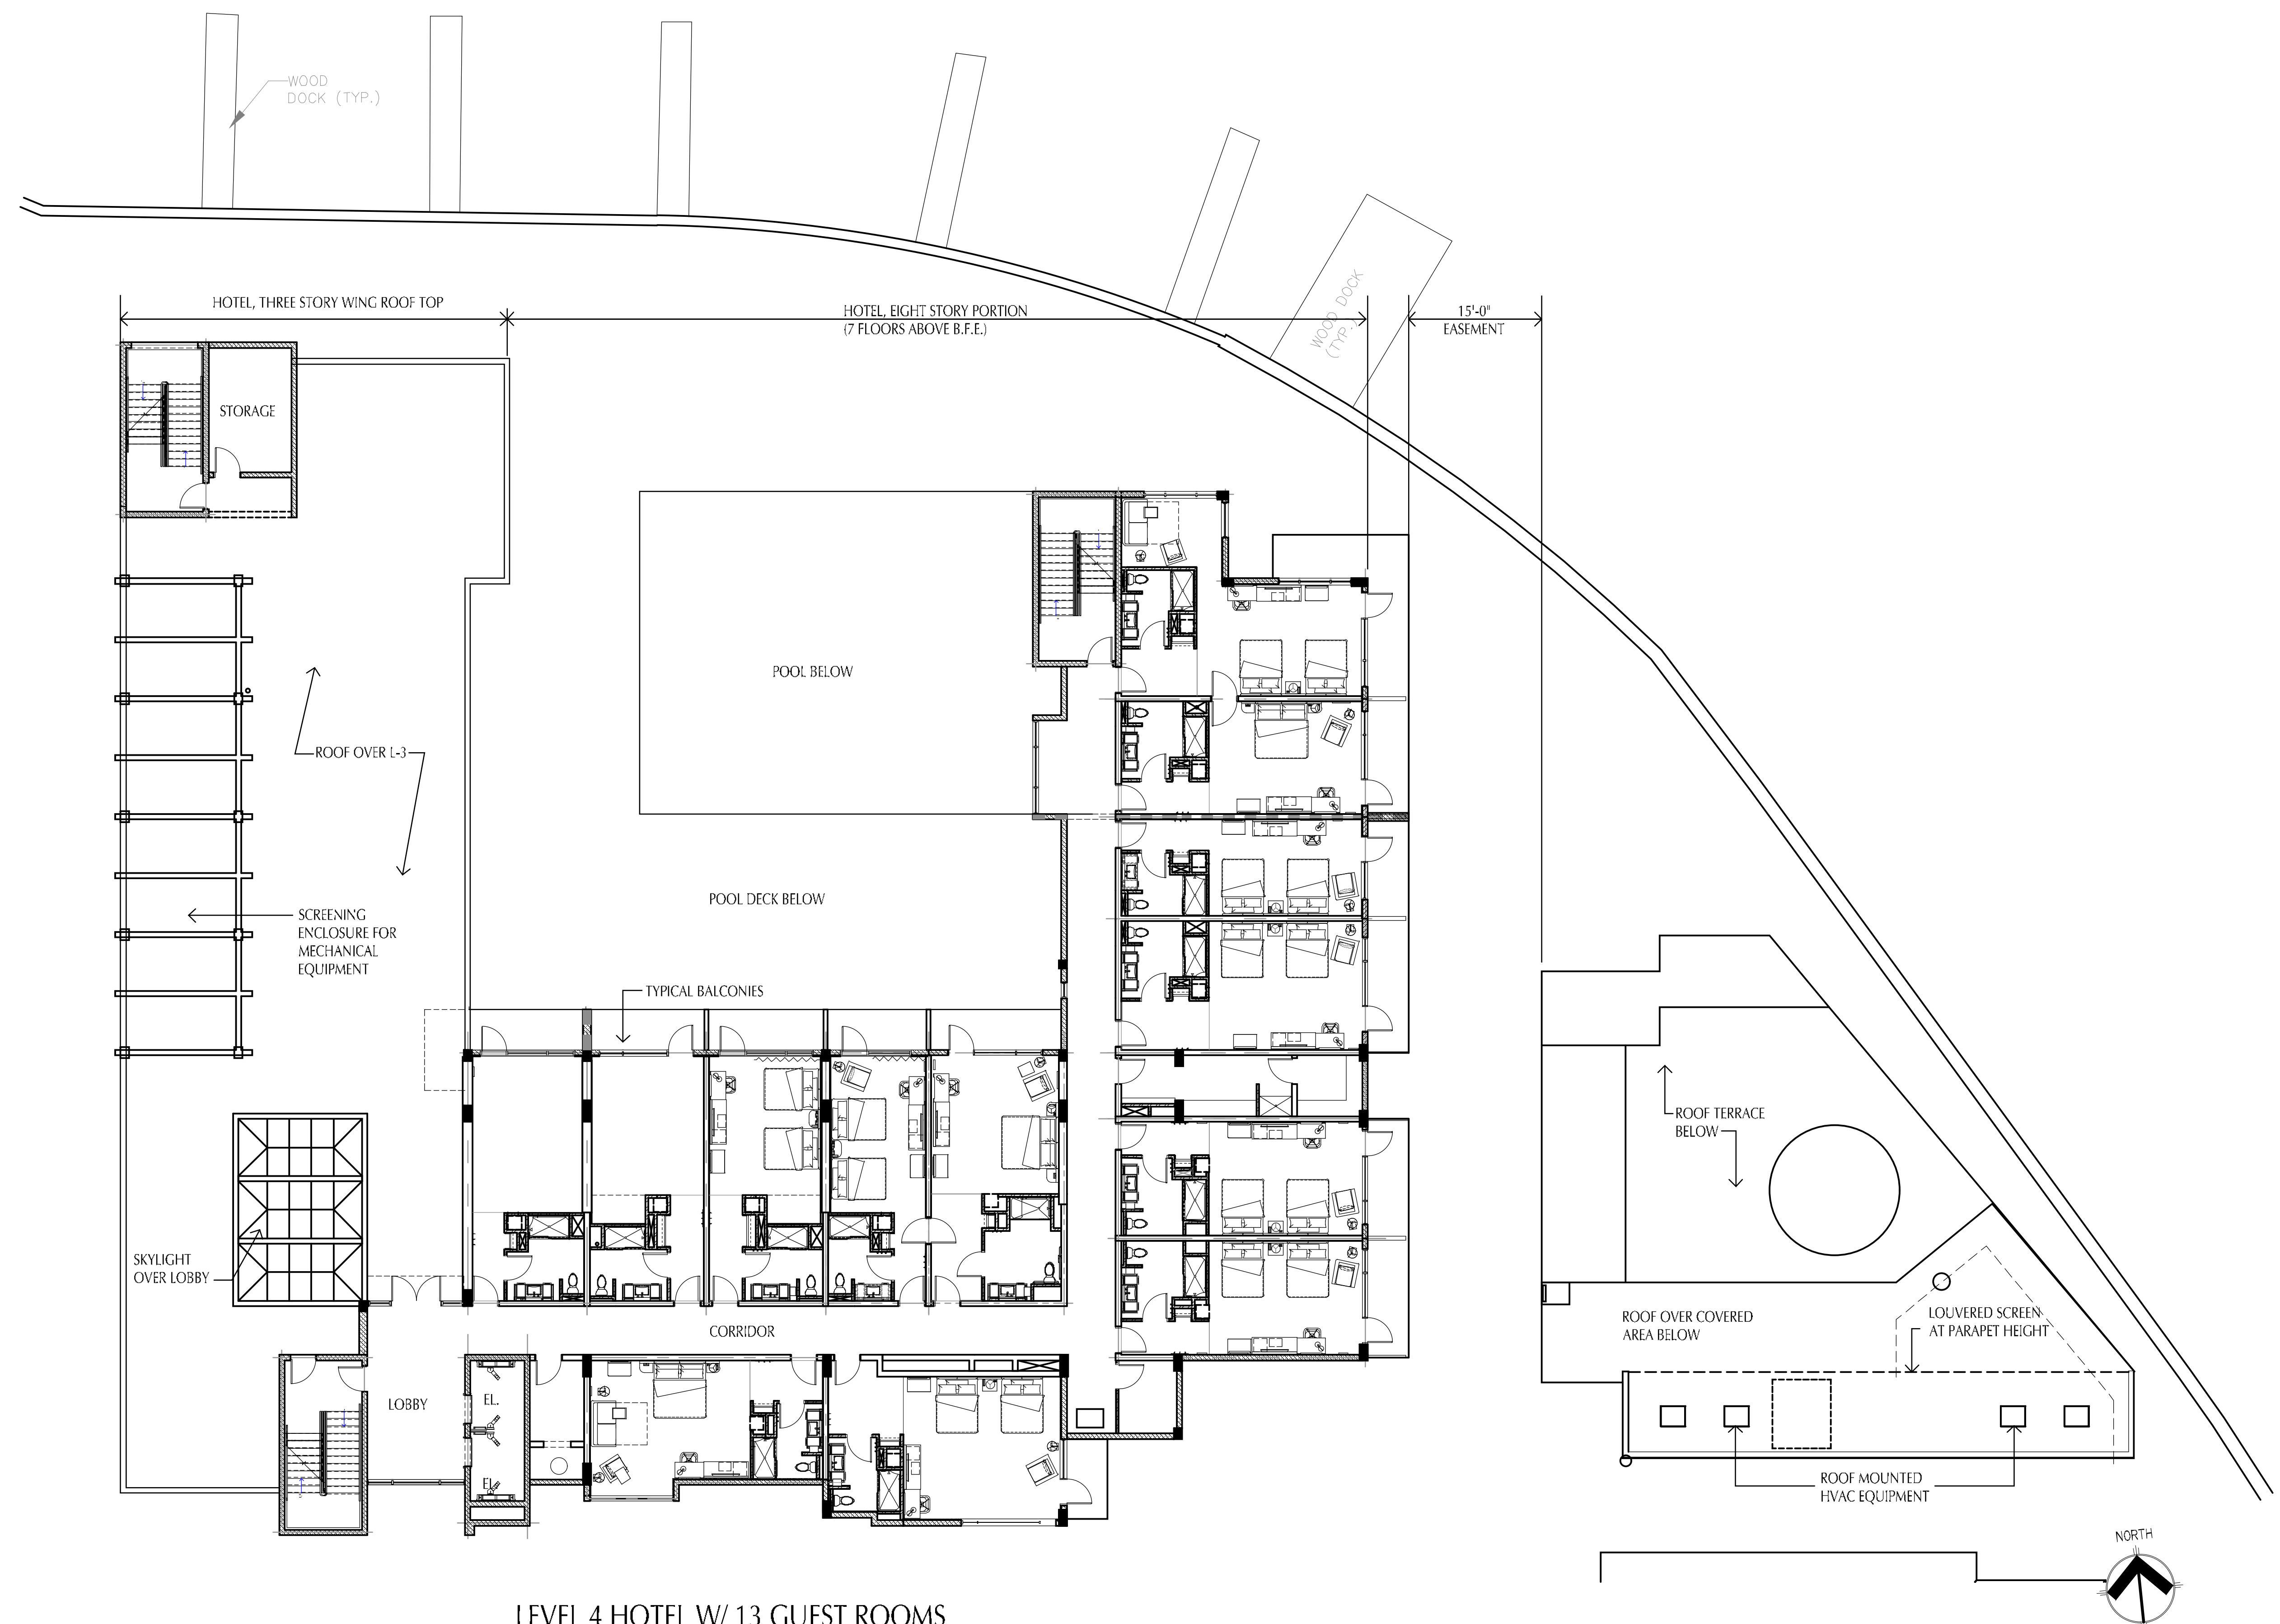 WOOD
DOCK (TYP.)
HOTEL, THREE STORY WING ROOF TOP
HOTEL, EIGHT STORY PORTION
(7 FLOORS ABOVE B.F.E.)
WOOD DOCK
(TYP.)
15'-0"
EASEMENT
STORAGE
POOL BELOW
ROOF OVER L-3
POOL DECK BELOW
SCREENING
ENCLOSURE FOR
MECHANICAL
EQUIPMENT
TYPICAL BALCONIES
ROOF TERRACE
BELOW
SKYLIGHT
OVER LOBBY
ROOF OVER COVERED
AREA BELOW
LOUVERED SCREEN
AT PARAPET HEIGHT
CORRIDOR
LOBBY
EL.
EL.
ROOF MOUNTED
HVAC EQUIPMENT
NORTH
LEVEL 4 HOTEL W/ 13 GUEST ROOMS